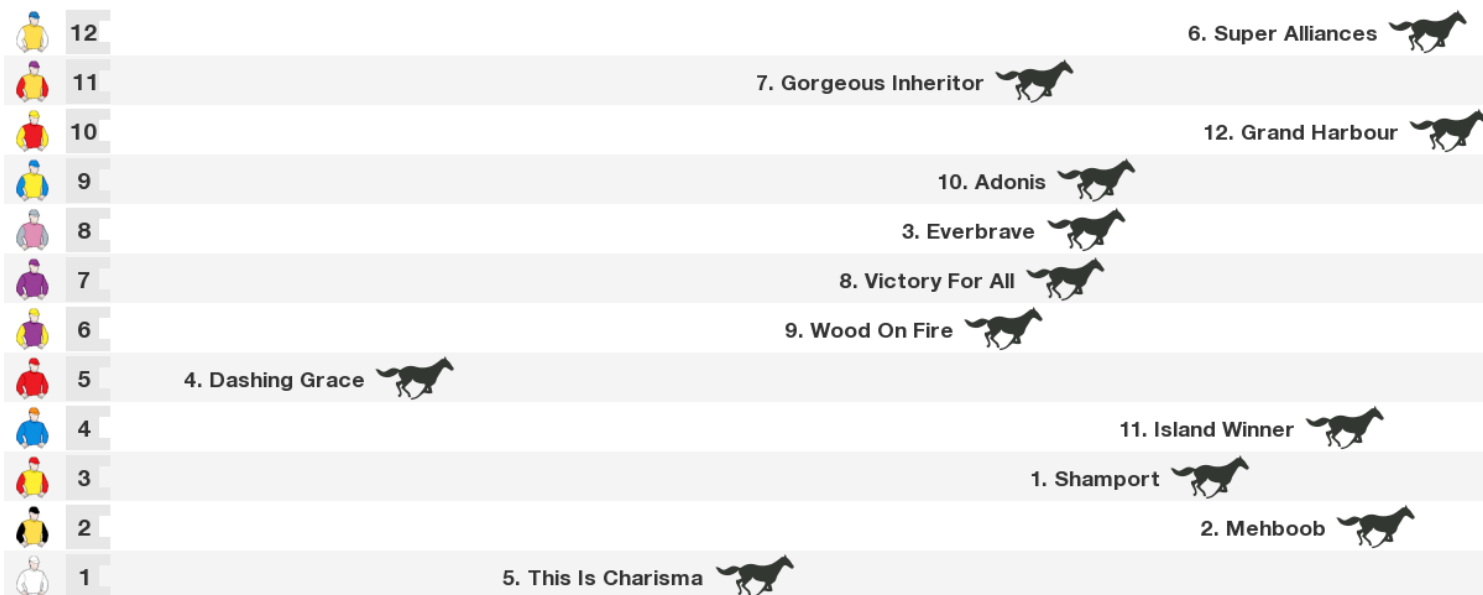 12 6. Super Alliances
11 7. Gorgeous Inheritor
10 12. Grand Harbour
9 10. Adonis
8 3. Everbrave
7 8. Victory For All
6 9. Wood On Fire
5 4. Dashing Grace
4 11. Island Winner
3 1. Shamport
2 2. Mehboob
1 5. This Is Charisma